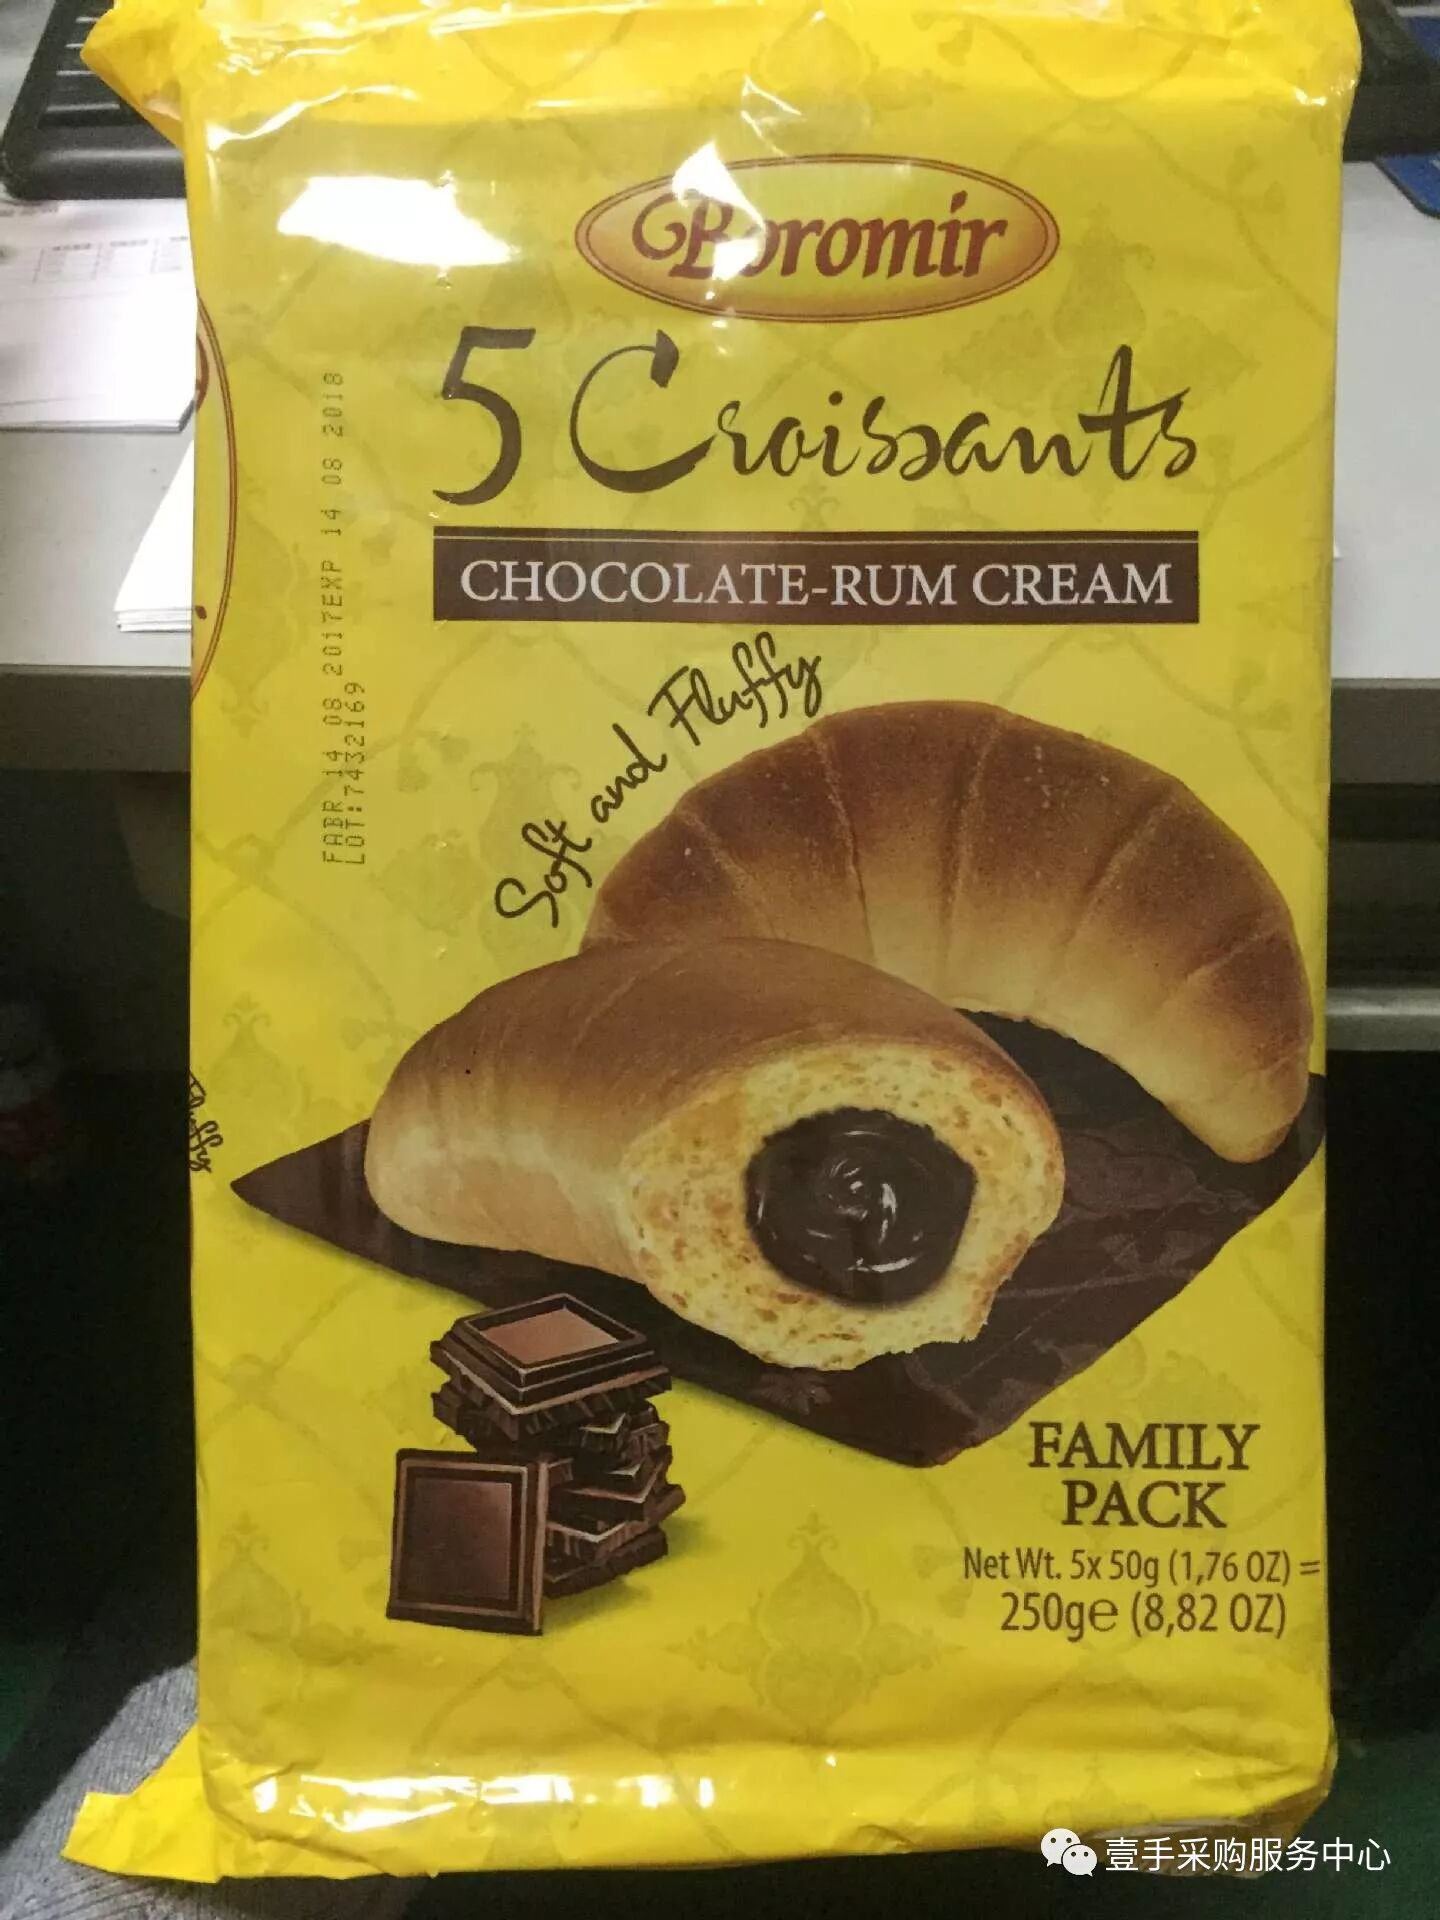 Boromir
5 Croissants
CHOCOLATE-RUM CREAM
Soft and Fluffy
FABR 14 08 2017EXP 14 08 2018
LOT:7432169
Fluffy
FAMILY
PACK
Net Wt. 5x 50g (1,76 OZ) =
250g℮ (8,82 OZ)
壹手采购服务中心